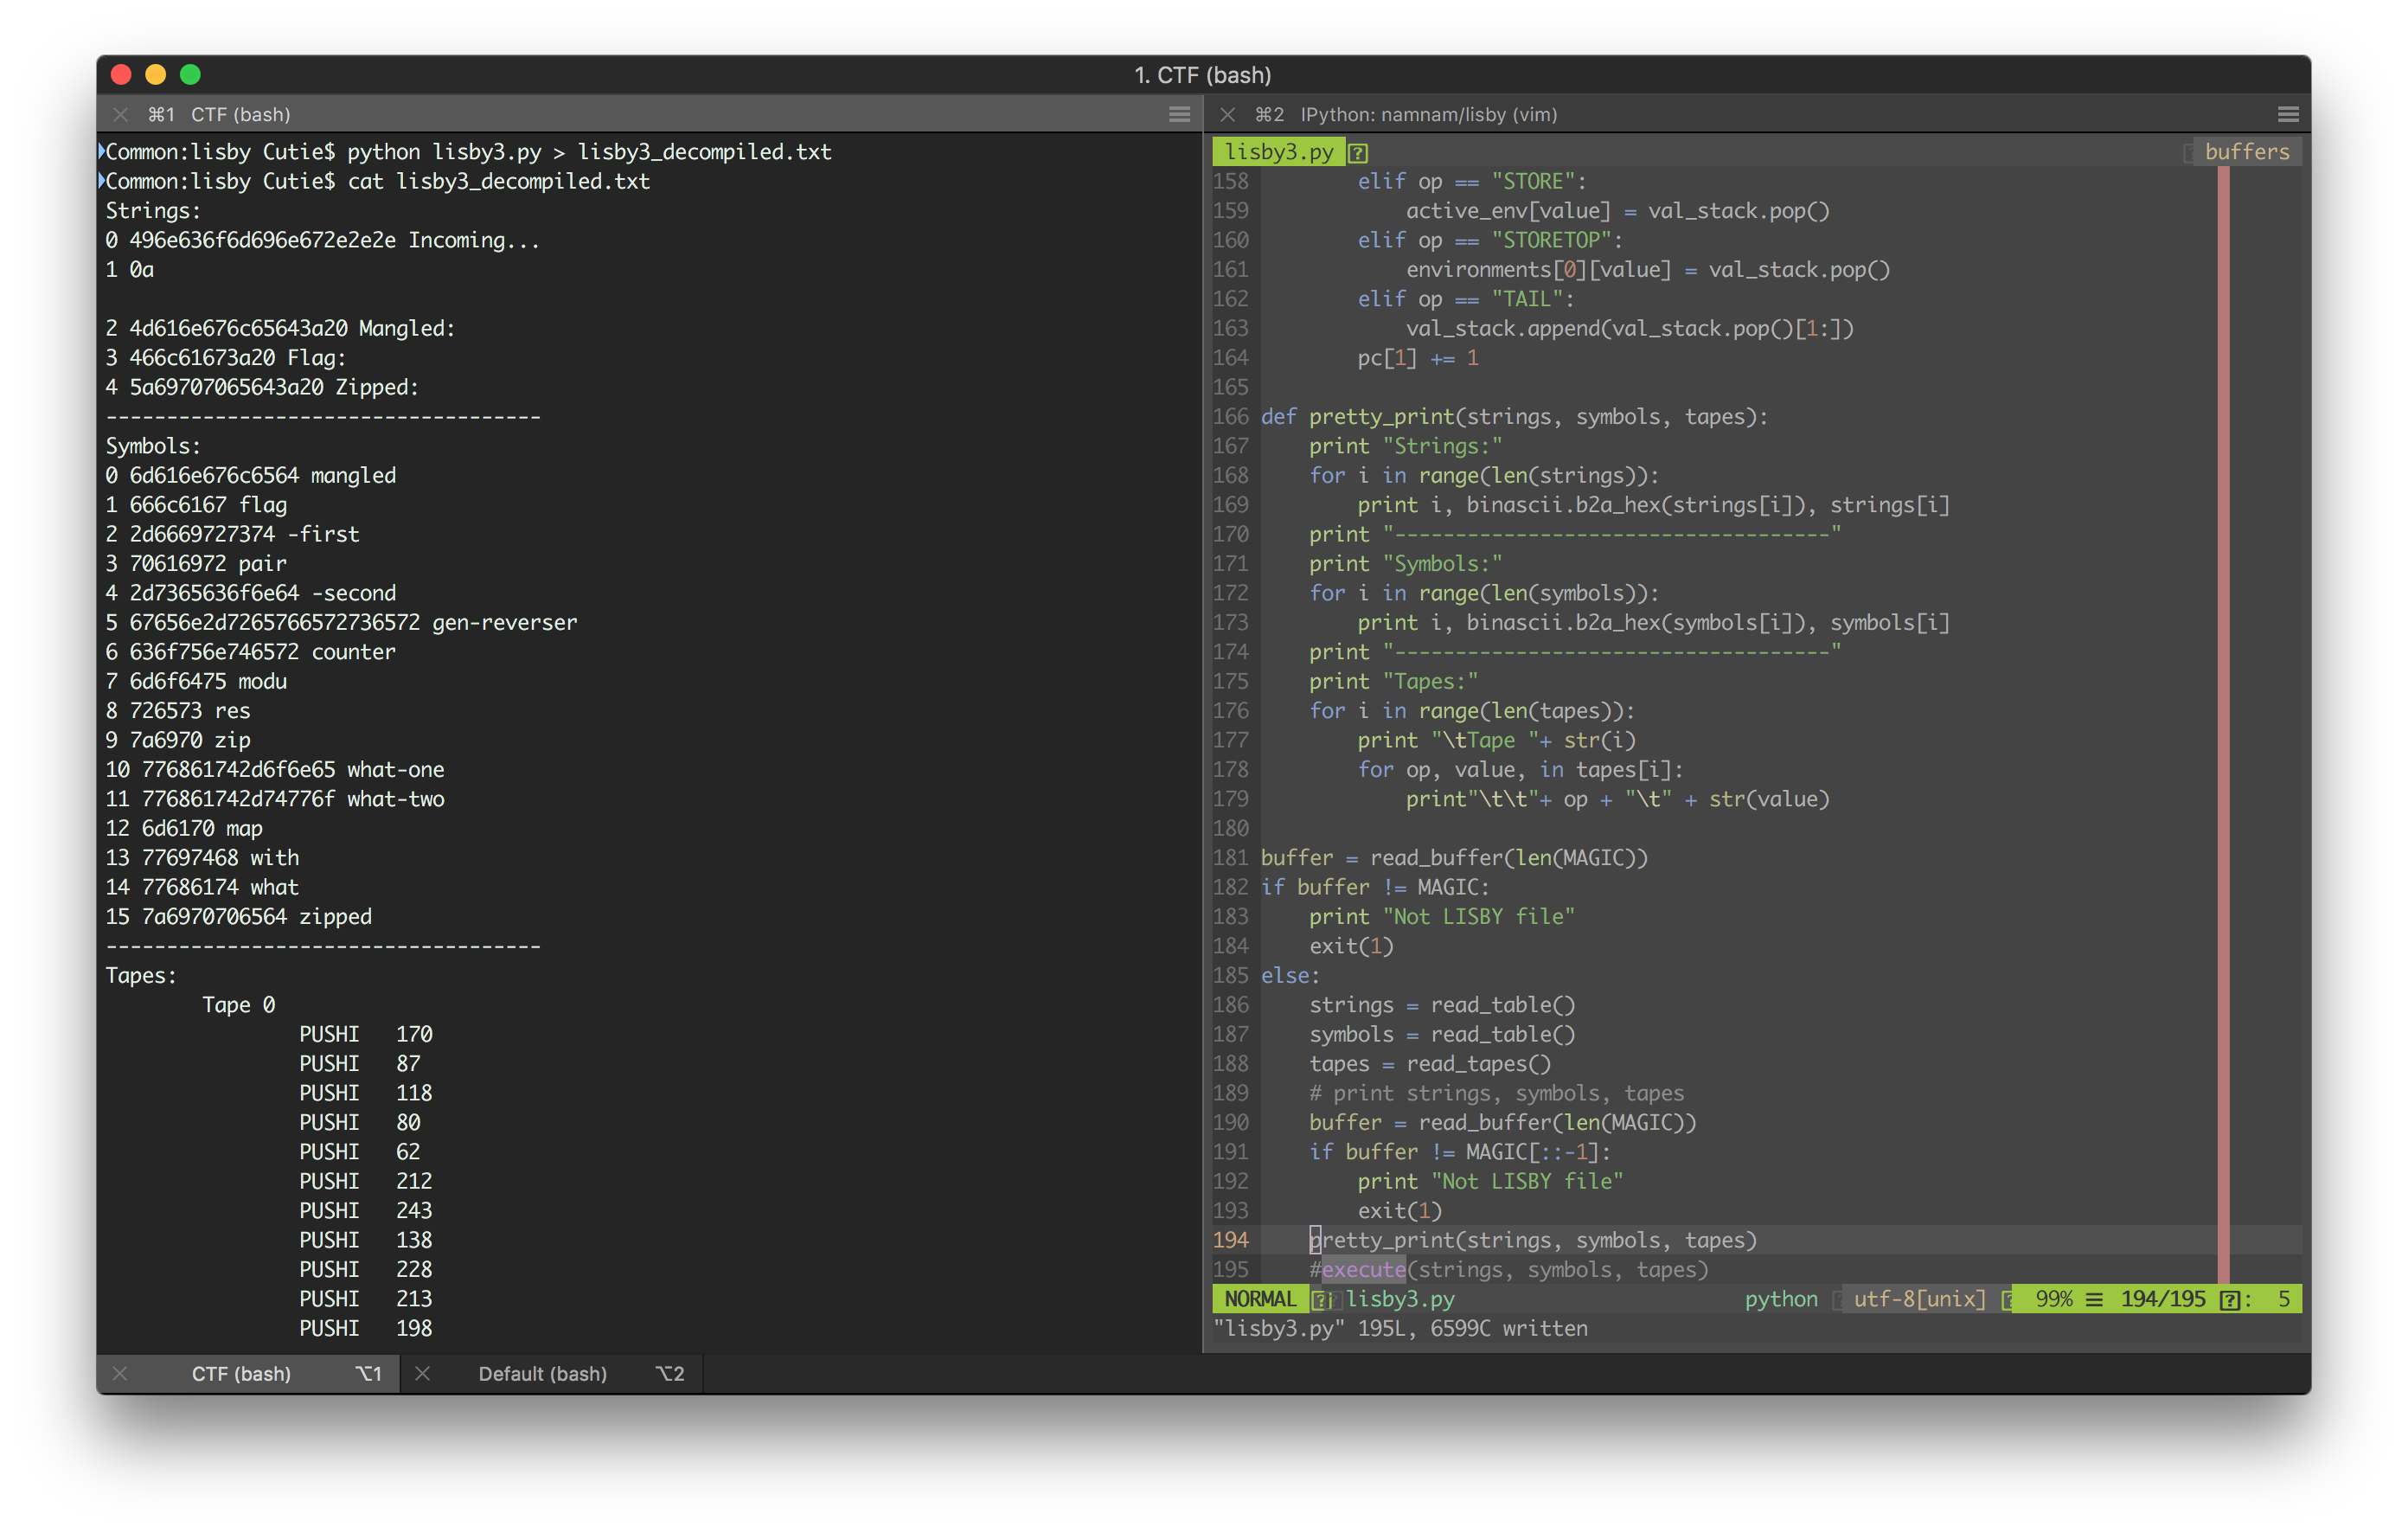 1. CTF (bash)
⌘1 CTF (bash)
Common:lisby Cutie$ python lisby3.py > lisby3_decompiled.txt
Common:lisby Cutie$ cat lisby3_decompiled.txt
Strings:
0 496e636f6d696e672e2e2e Incoming...
1 0a
2 4d616e676c65643a20 Mangled:
3 466c61673a20 Flag:
4 5a69707065643a20 Zipped:
------------------------------------
Symbols:
0 6d616e676c6564 mangled
1 666c6167 flag
2 2d6669727374 -first
3 70616972 pair
4 2d7365636f6e64 -second
5 67656e2d7265766572736572 gen-reverser
6 636f756e746572 counter
7 6d6f6475 modu
8 726573 res
9 7a6970 zip
10 776861742d6f6e65 what-one
11 776861742d74776f what-two
12 6d6170 map
13 77697468 with
14 77686174 what
15 7a6970706564 zipped
------------------------------------
Tapes:
Tape 0
PUSHI 170
PUSHI 87
PUSHI 118
PUSHI 80
PUSHI 62
PUSHI 212
PUSHI 243
PUSHI 138
PUSHI 228
PUSHI 213
PUSHI 198
⌘2 IPython: namnam/lisby (vim)
lisby3.py buffers
158 elif op == "STORE":
159 active_env[value] = val_stack.pop()
160 elif op == "STORETOP":
161 environments[0][value] = val_stack.pop()
162 elif op == "TAIL":
163 val_stack.append(val_stack.pop()[1:])
164 pc[1] += 1
165
166 def pretty_print(strings, symbols, tapes):
167 print "Strings:"
168 for i in range(len(strings)):
169 print i, binascii.b2a_hex(strings[i]), strings[i]
170 print "------------------------------------"
171 print "Symbols:"
172 for i in range(len(symbols)):
173 print i, binascii.b2a_hex(symbols[i]), symbols[i]
174 print "------------------------------------"
175 print "Tapes:"
176 for i in range(len(tapes)):
177 print "\tTape "+ str(i)
178 for op, value, in tapes[i]:
179 print"\t\t"+ op + "\t" + str(value)
180
181 buffer = read_buffer(len(MAGIC))
182 if buffer != MAGIC:
183 print "Not LISBY file"
184 exit(1)
185 else:
186 strings = read_table()
187 symbols = read_table()
188 tapes = read_tapes()
189 # print strings, symbols, tapes
190 buffer = read_buffer(len(MAGIC))
191 if buffer != MAGIC[::-1]:
192 print "Not LISBY file"
193 exit(1)
194 pretty_print(strings, symbols, tapes)
195 #execute(strings, symbols, tapes)
NORMAL lisby3.py python utf-8[unix] 99% ≡ 194/195 : 5
"lisby3.py" 195L, 6599C written
CTF (bash) ⌥1 Default (bash) ⌥2